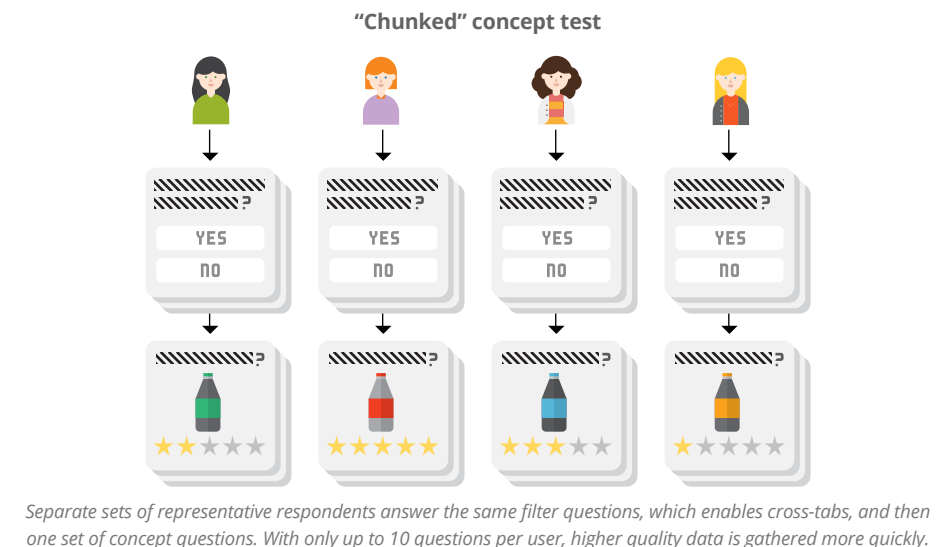 “Chunked” concept test
? ? ? ?
YES YES YES YES
NO NO NO NO
? ? ? ?
Separate sets of representative respondents answer the same filter questions, which enables cross-tabs, and then
one set of concept questions. With only up to 10 questions per user, higher quality data is gathered more quickly.